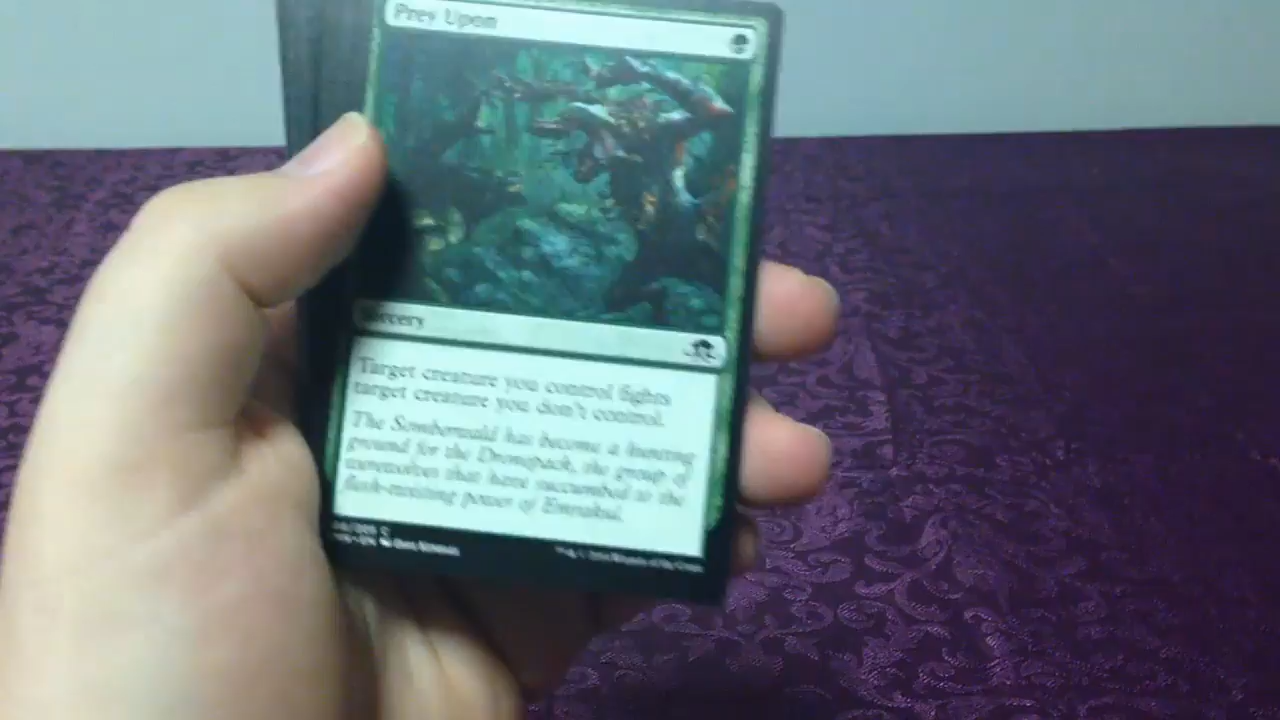 Prey Upon
Sorcery
Target creature you control fights
target creature you don't control.
The Somberwald has become a hunting
ground for the Dronepack, the group of
werewolves that have succumbed to the
flesh-twisting power of Emrakul.